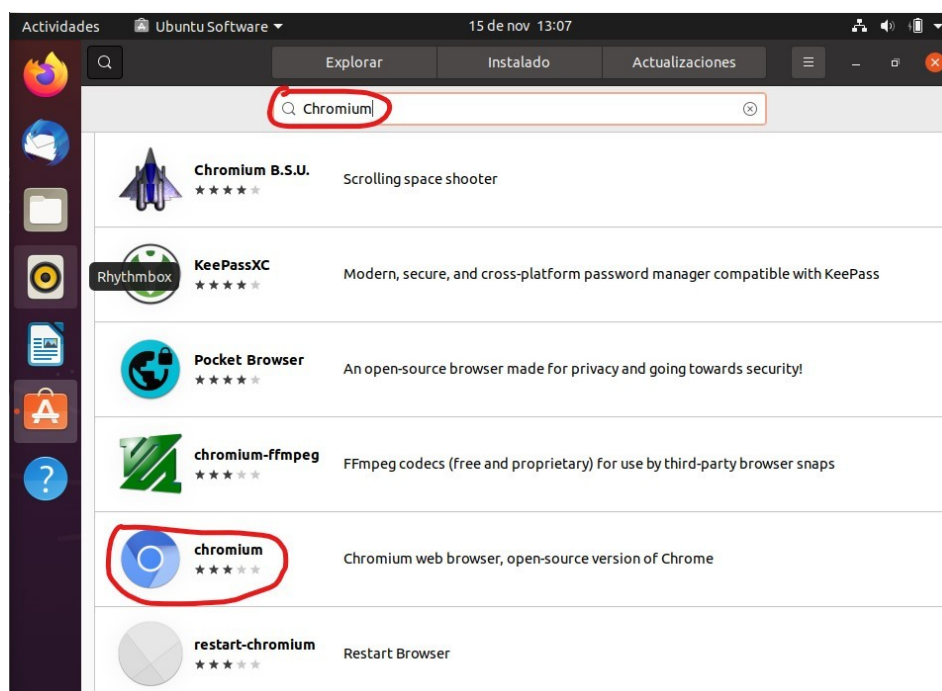 Actividades Ubuntu Software 15 de nov 13:07
Explorar Instalado Actualizaciones
Chromium
Chromium B.S.U.
Scrolling space shooter
KeePassXC
Modern, secure, and cross-platform password manager compatible with KeePass
Rhythmbox
Pocket Browser
An open-source browser made for privacy and going towards security!
chromium-ffmpeg
FFmpeg codecs (free and proprietary) for use by third-party browser snaps
chromium
Chromium web browser, open-source version of Chrome
restart-chromium
Restart Browser